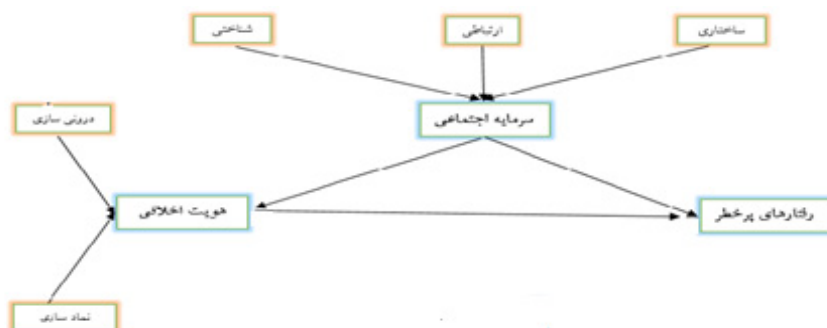 ساختاری
ارتباطی
شناختی
سرمایه اجتماعی
درونی سازی
هویت اخلاقی
رفتارهای پرخطر
نماد سازی